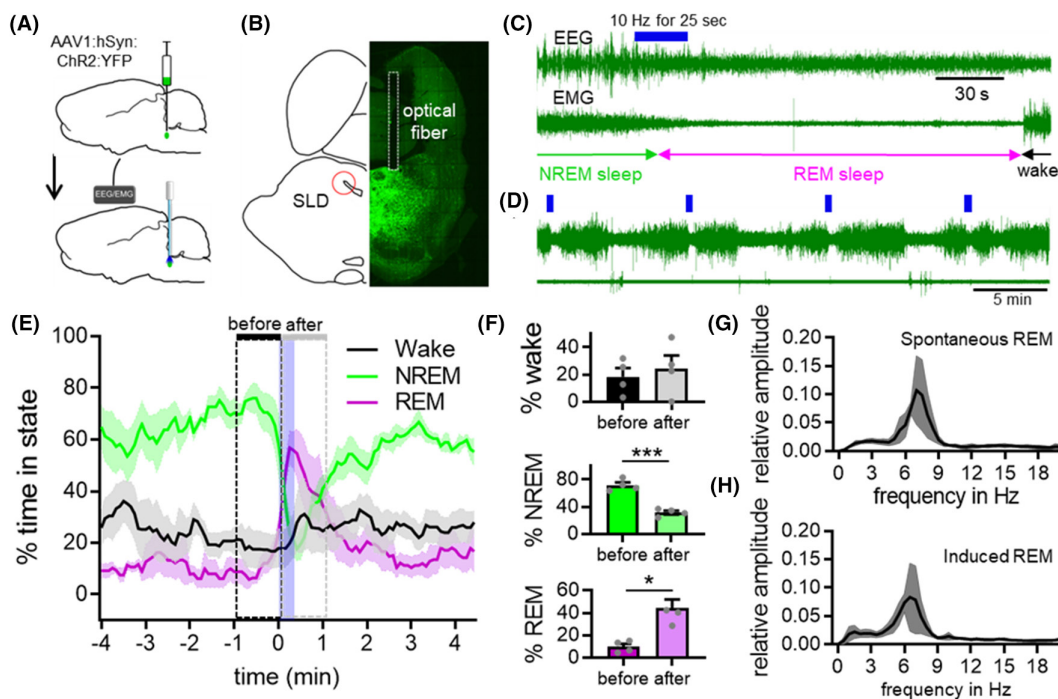 (A)
AAV1:hSyn:
ChR2:YFP
EEG/EMG
(B)
optical
fiber
SLD
(C)
10 Hz for 25 sec
EEG
30 s
EMG
NREM sleep
REM sleep
wake
(D)
5 min
(E)
before after
% time in state
100
80
60
40
20
0
Wake
NREM
REM
-4 -3 -2 -1 0 1 2 3 4
time (min)
(F)
% wake
40
20
0
before after
% NREM
80
40
0
***
before after
% REM
60
40
20
0
*
before after
(G)
Spontaneous REM
relative amplitude
0.20
0.15
0.10
0.05
0.00
0 3 6 9 12 15 18
frequency in Hz
(H)
Induced REM
relative amplitude
0.20
0.15
0.10
0.05
0.00
0 3 6 9 12 15 18
frequency in Hz